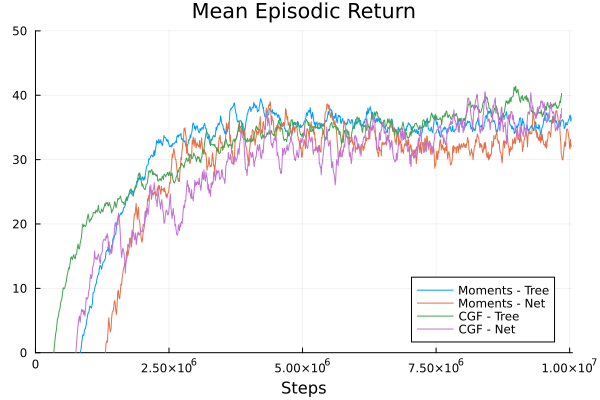 Mean Episodic Return
50
40
30
20
10
0
Moments - Tree
Moments - Net
CGF - Tree
CGF - Net
0 2.50×10⁶ 5.00×10⁶ 7.50×10⁶ 1.00×10⁷
Steps